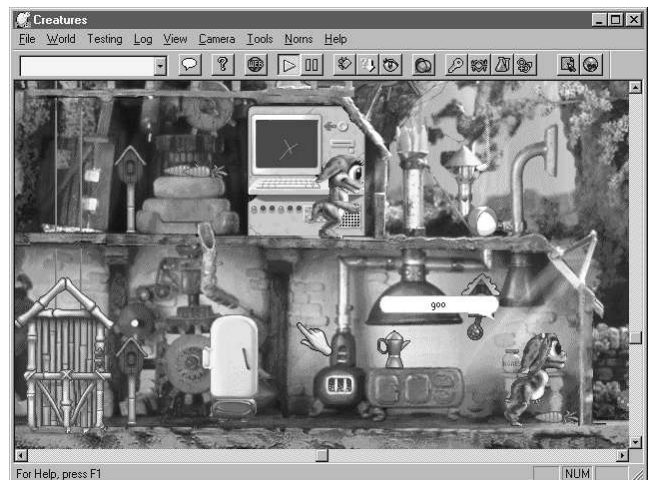 Creatures
File World Testing Log View Camera Tools Norns Help
goo
For Help, press F1
NUM